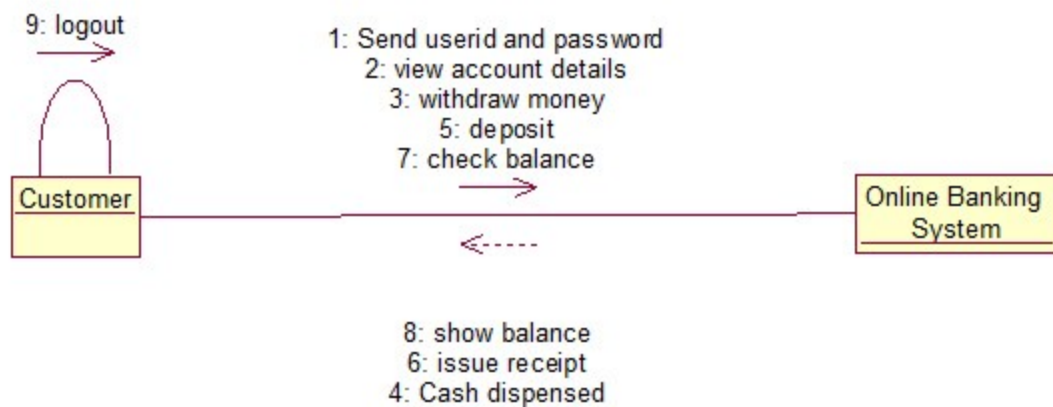 9: logout
1: Send userid and password
2: view account details
3: withdraw money
5: deposit
7: check balance
Customer
Online Banking
System
8: show balance
6: issue receipt
4: Cash dispensed